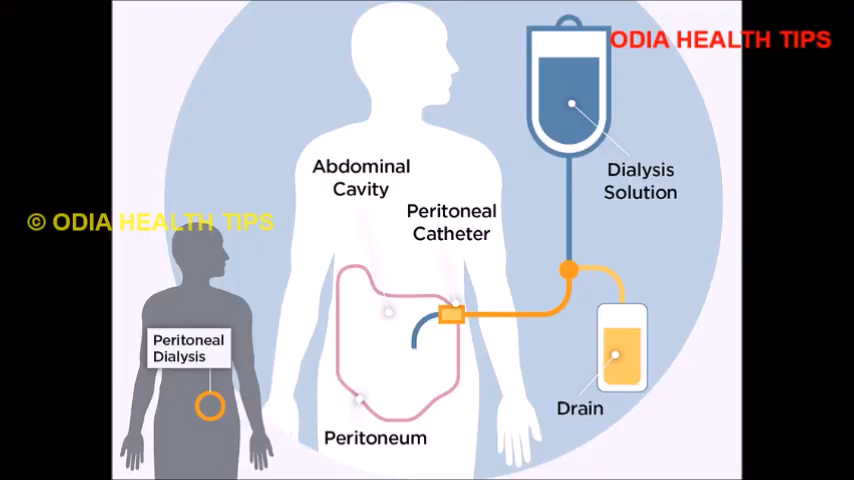 ODIA HEALTH TIPS
Abdominal
Cavity
Dialysis
Solution
Peritoneal
Catheter
© ODIA HEALTH TIPS
Peritoneal
Dialysis
Drain
Peritoneum